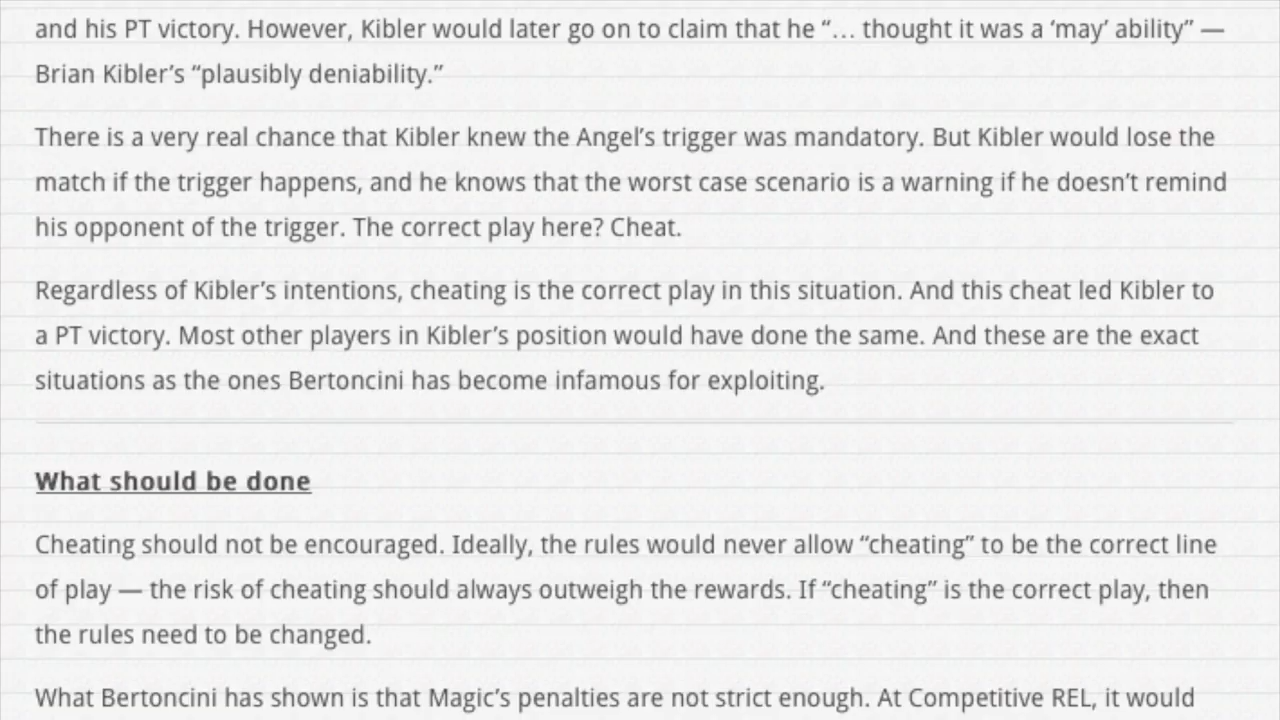 and his PT victory. However, Kibler would later go on to claim that he “… thought it was a ‘may’ ability” —
Brian Kibler’s “plausibly deniability.”
There is a very real chance that Kibler knew the Angel’s trigger was mandatory. But Kibler would lose the
match if the trigger happens, and he knows that the worst case scenario is a warning if he doesn’t remind
his opponent of the trigger. The correct play here? Cheat.
Regardless of Kibler’s intentions, cheating is the correct play in this situation. And this cheat led Kibler to
a PT victory. Most other players in Kibler’s position would have done the same. And these are the exact
situations as the ones Bertoncini has become infamous for exploiting.
What should be done
Cheating should not be encouraged. Ideally, the rules would never allow “cheating” to be the correct line
of play — the risk of cheating should always outweigh the rewards. If “cheating” is the correct play, then
the rules need to be changed.
What Bertoncini has shown is that Magic’s penalties are not strict enough. At Competitive REL, it would